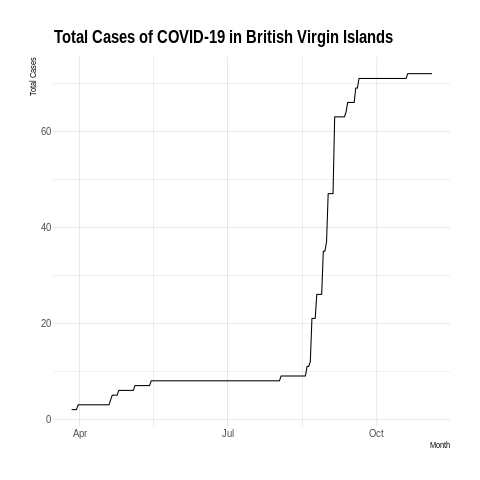 Total Cases of COVID-19 in British Virgin Islands
Total Cases
60
40
20
0
Apr Jul Oct
Month